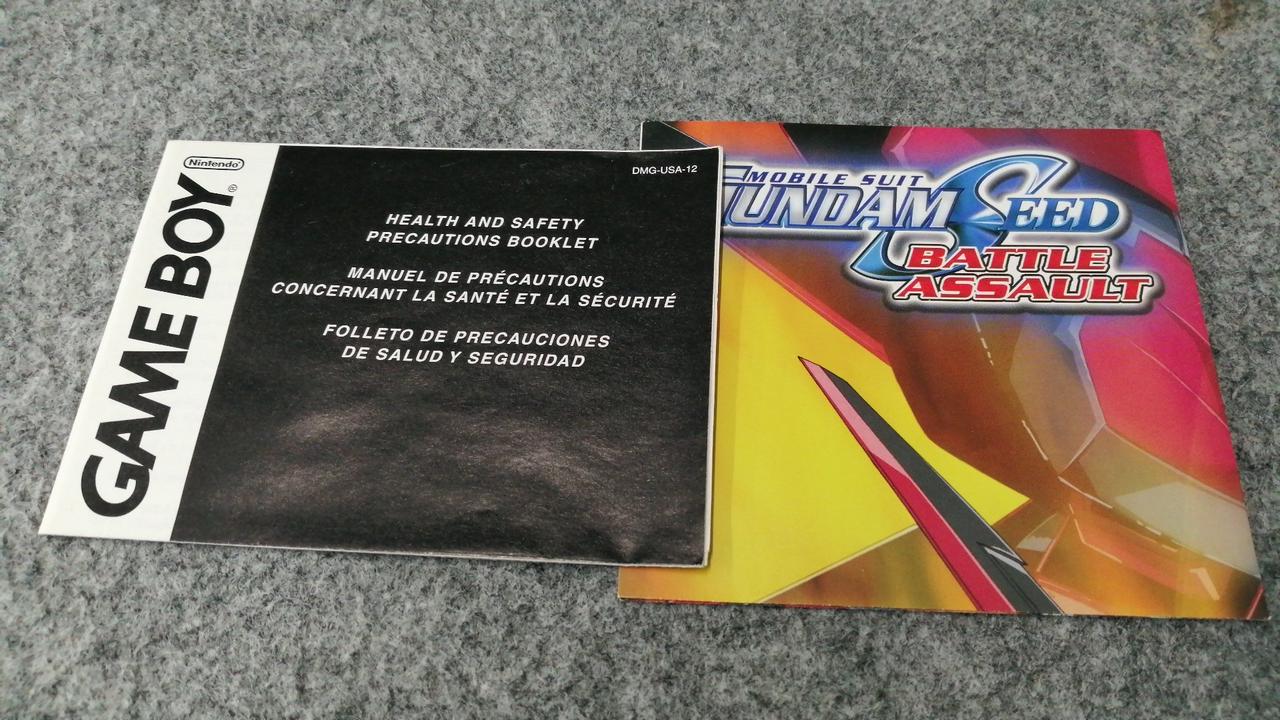 Nintendo®
GAME BOY®
DMG-USA-12
HEALTH AND SAFETY
PRECAUTIONS BOOKLET
MANUEL DE PRÉCAUTIONS
CONCERNANT LA SANTÉ ET LA SÉCURITÉ
FOLLETO DE PRECAUCIONES
DE SALUD Y SEGURIDAD
MOBILE SUIT
GUNDAM SEED
BATTLE
ASSAULT